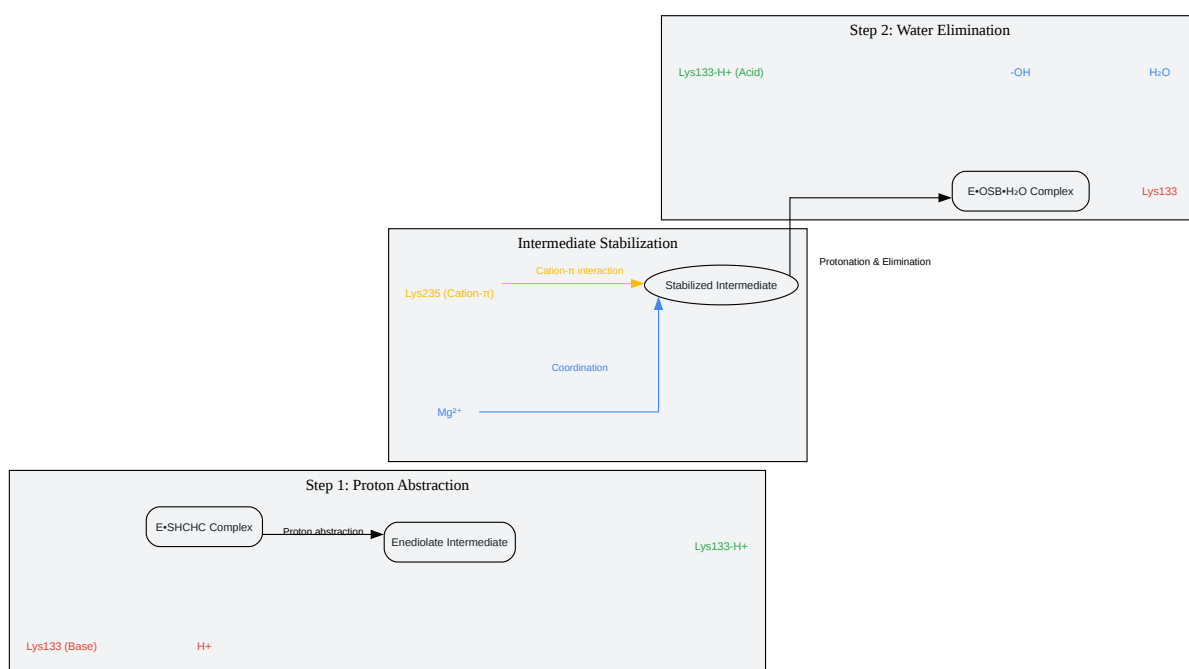 Step 2: Water Elimination
Lys133-H+ (Acid)
-OH
H₂O
E•OSB•H₂O Complex
Lys133
Protonation & Elimination
Intermediate Stabilization
Cation-π interaction
Lys235 (Cation-π)
Stabilized Intermediate
Coordination
Mg²⁺
Step 1: Proton Abstraction
E•SHCHC Complex
Proton abstraction
Enediolate Intermediate
Lys133-H+
Lys133 (Base)
H+